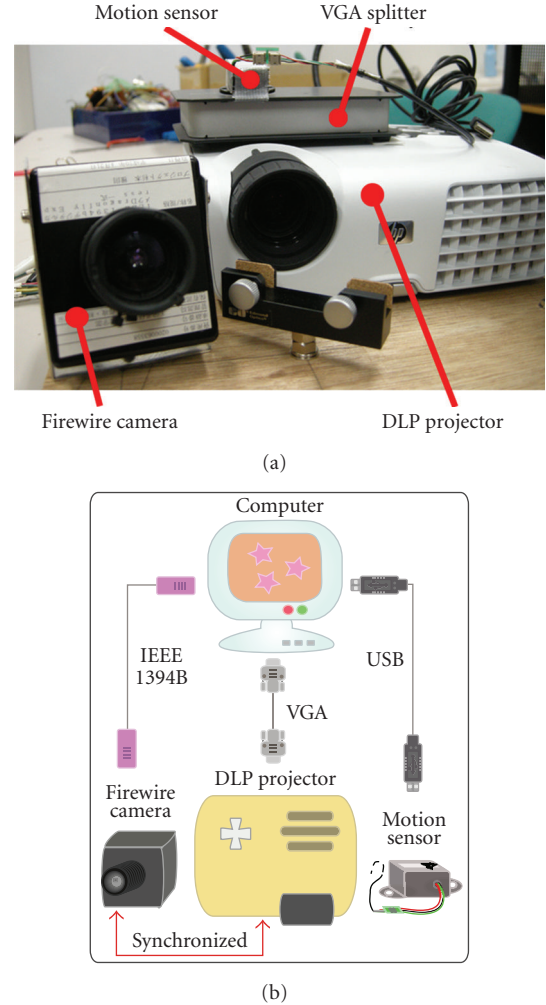 Motion sensor
VGA splitter
hp
Firewire camera
DLP projector
(a)
Computer
IEEE
1394B
USB
VGA
DLP projector
Firewire
camera
Motion
sensor
Synchronized
(b)